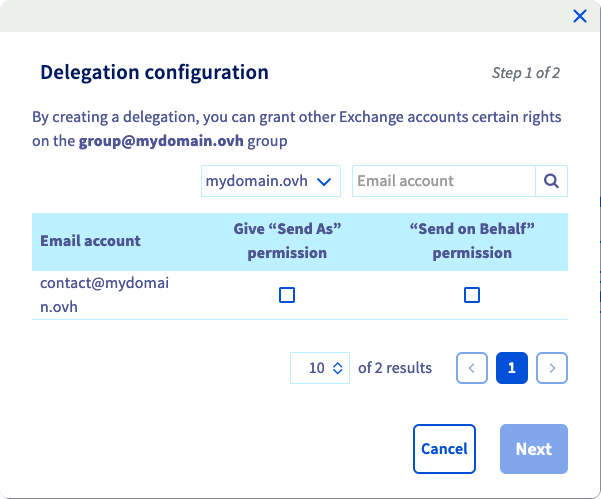 Delegation configuration
Step 1 of 2
By creating a delegation, you can grant other Exchange accounts certain rights
on the group@mydomain.ovh group
mydomain.ovh
Email account
Email account
Give “Send As”
permission
“Send on Behalf”
permission
contact@mydomai
n.ovh
10
of 2 results
1
Cancel
Next